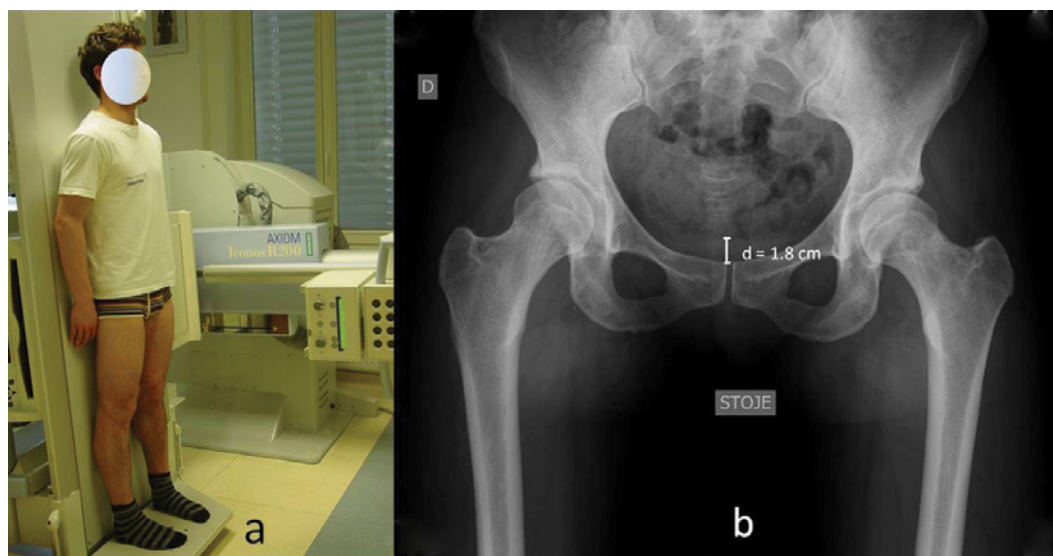 AXIOM
Iconos R200
a
D
d = 1.8 cm
STOJE
b